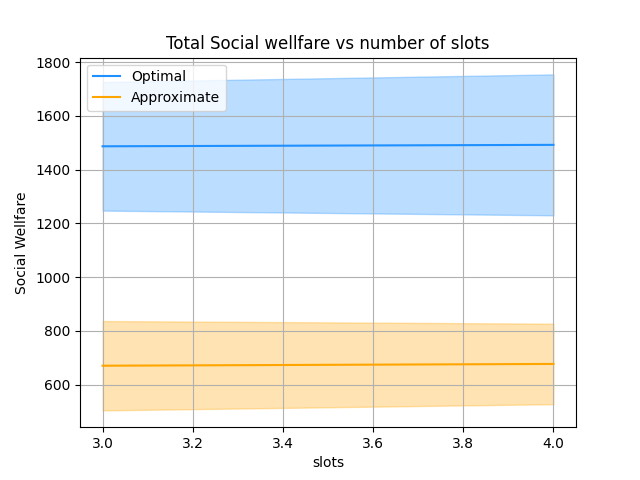 Total Social wellfare vs number of slots
Optimal
Approximate
Social Wellfare
1800
1600
1400
1200
1000
800
600
3.0 3.2 3.4 3.6 3.8 4.0
slots